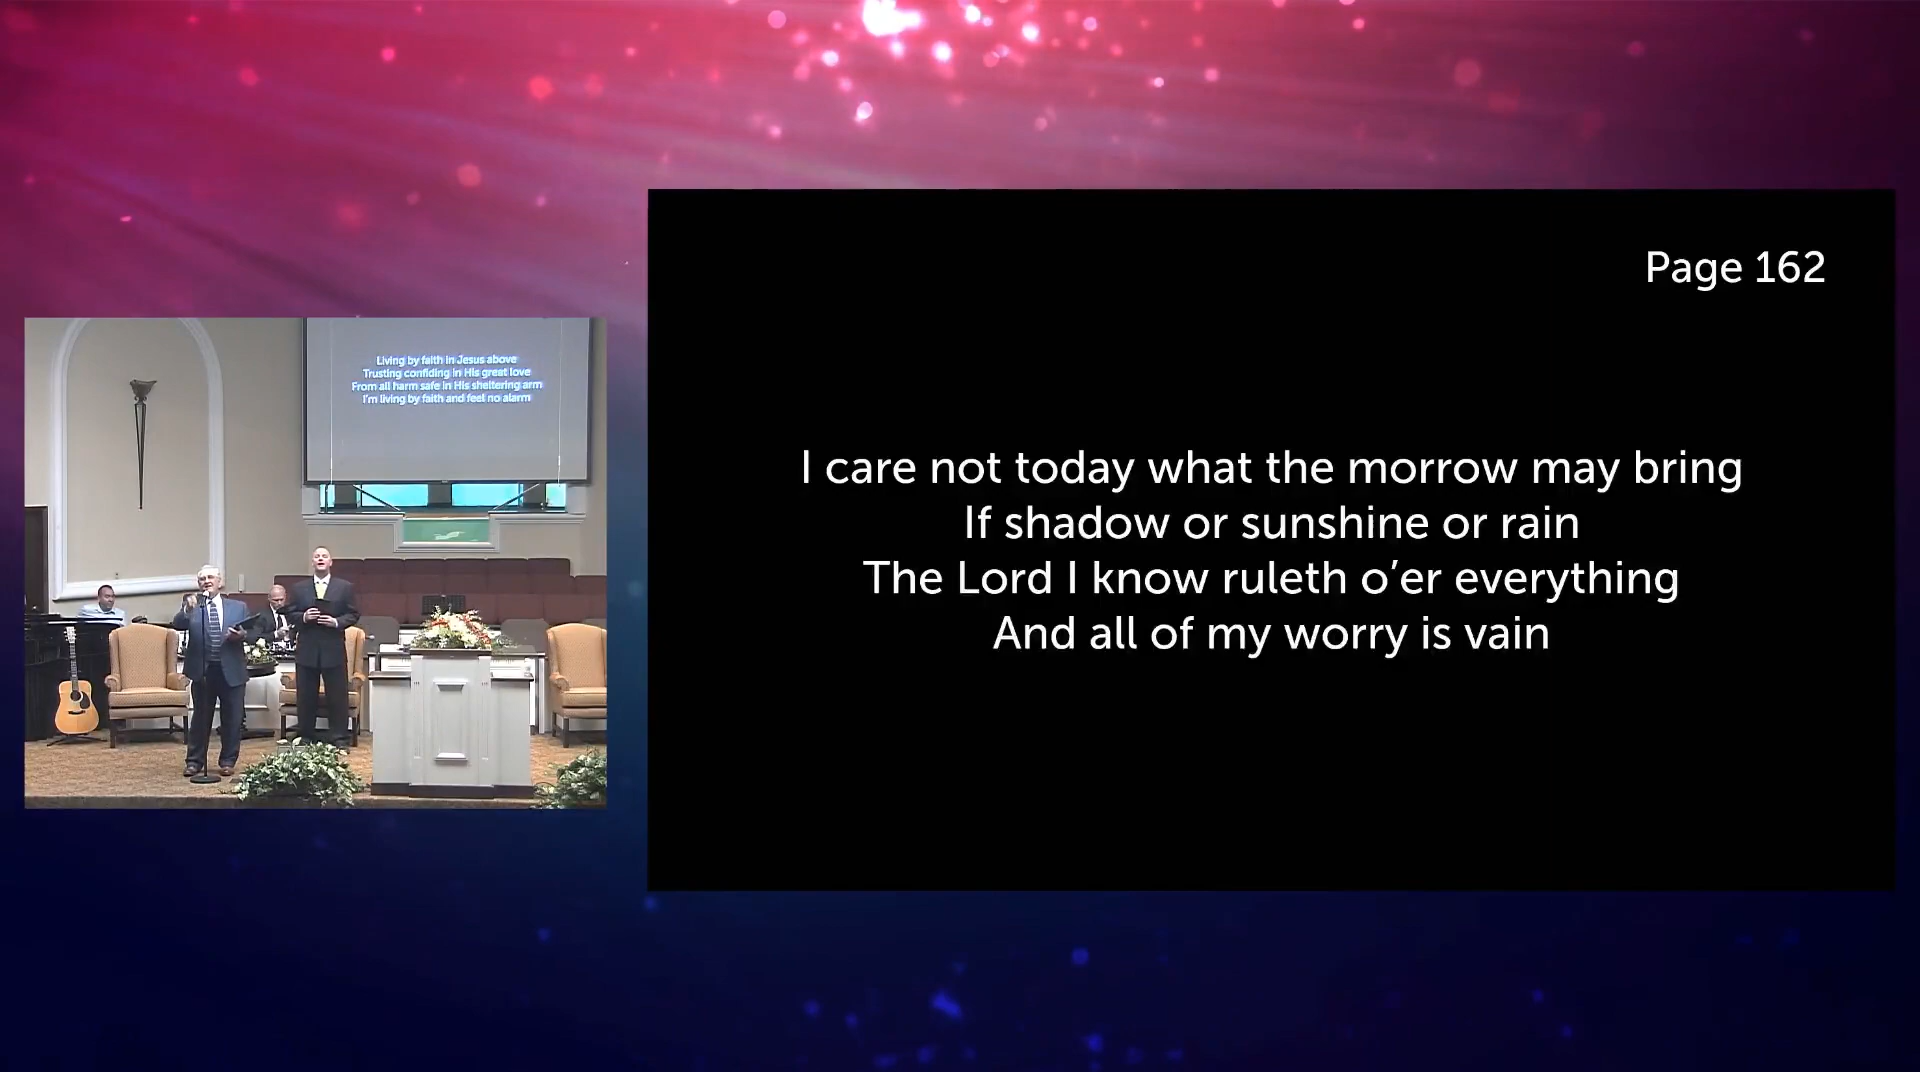 Living by faith in Jesus above
Trusting confiding in His great love
From all harm safe in His sheltering arm
I'm living by faith and feel no alarm
Page 162
I care not today what the morrow may bring
If shadow or sunshine or rain
The Lord I know ruleth o’er everything
And all of my worry is vain